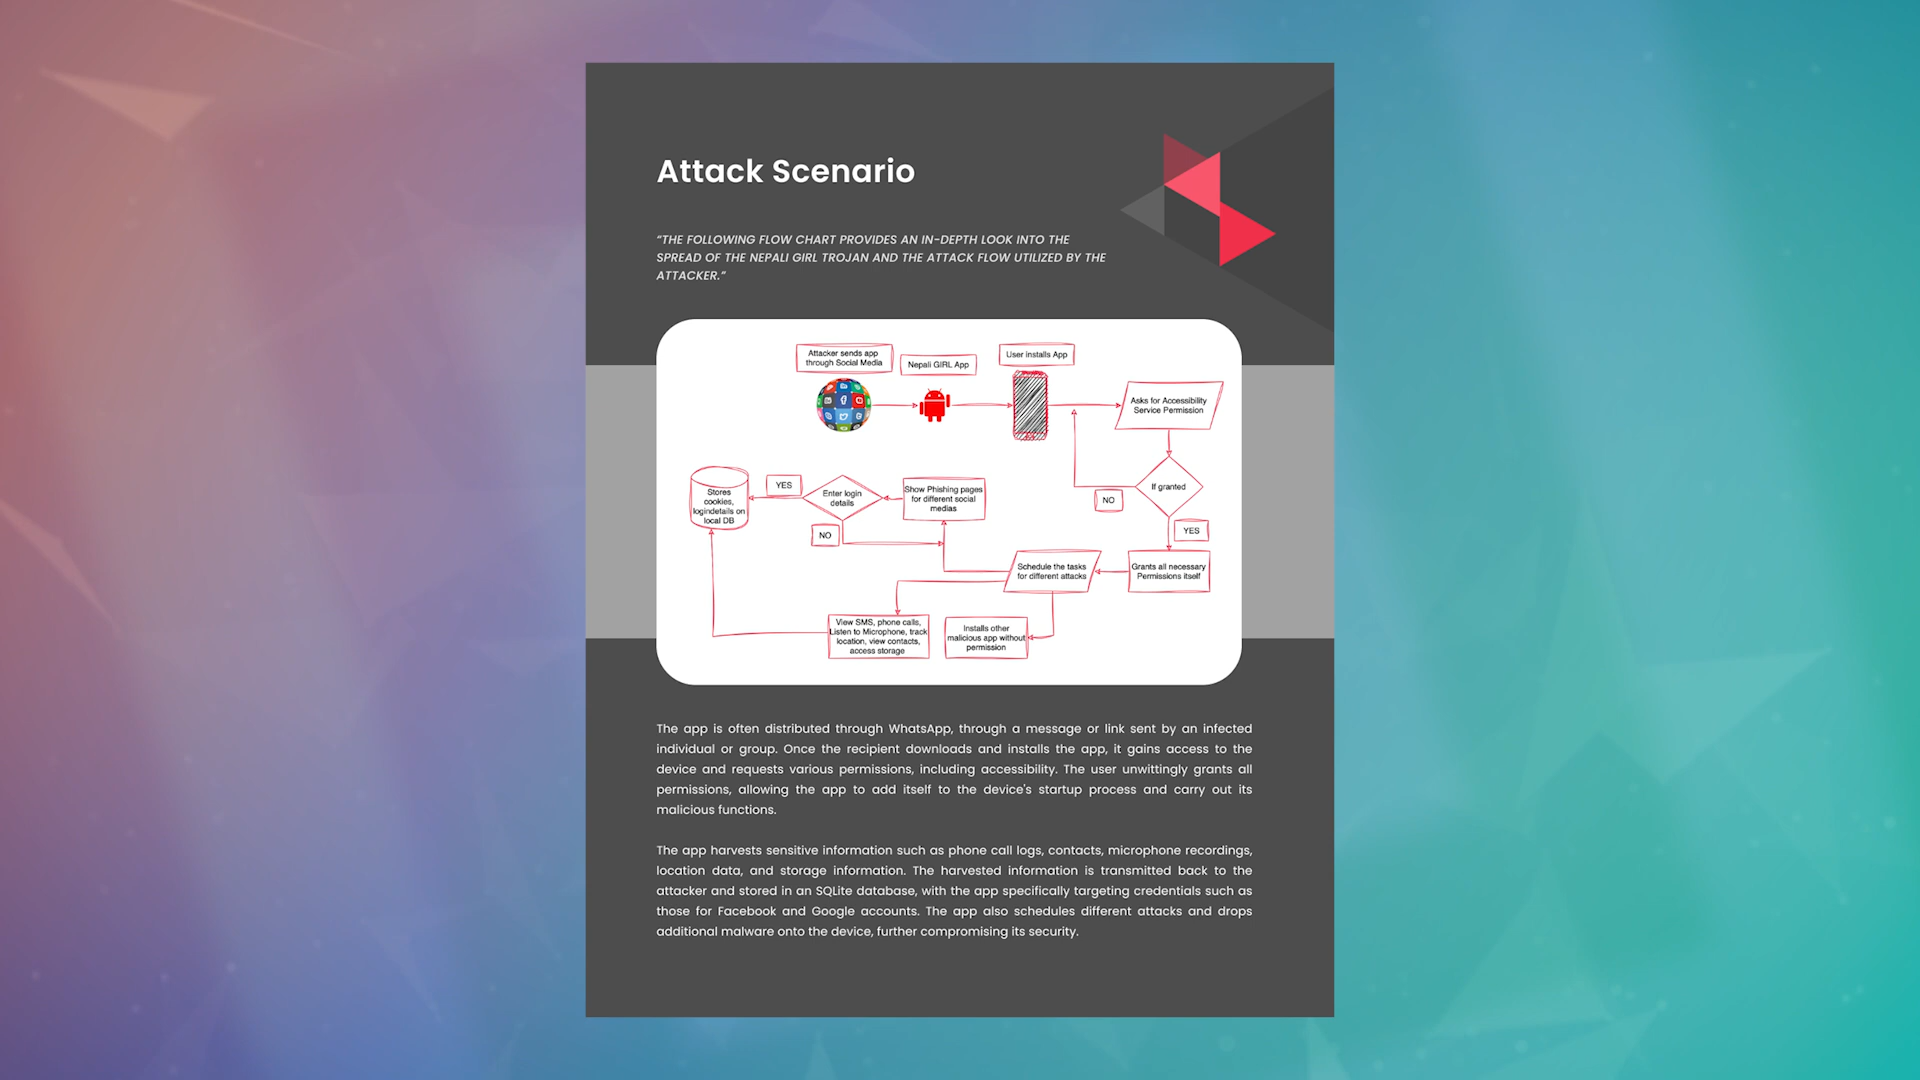 Attack Scenario
"THE FOLLOWING FLOW CHART PROVIDES AN IN-DEPTH LOOK INTO THE
SPREAD OF THE NEPALI GIRL TROJAN AND THE ATTACK FLOW UTILIZED BY THE
ATTACKER."
Attacker sends app
through Social Media
Nepali GIRL App
User installs App
Asks for Accessibility
Service Permission
If granted
NO
YES
Grants all necessary
Permissions itself
Schedule the tasks
for different attacks
Show Phishing pages
for different social
medias
Enter login
details
YES
NO
Stores
cookies,
logindetails on
local DB
View SMS, phone calls,
Listen to Microphone, track
location, view contacts,
access storage
Installs other
malicious app without
permission
The app is often distributed through WhatsApp, through a message or link sent by an infected
individual or group. Once the recipient downloads and installs the app, it gains access to the
device and requests various permissions, including accessibility. The user unwittingly grants all
permissions, allowing the app to add itself to the device's startup process and carry out its
malicious functions.
The app harvests sensitive information such as phone call logs, contacts, microphone recordings,
location data, and storage information. The harvested information is transmitted back to the
attacker and stored in an SQLite database, with the app specifically targeting credentials such as
those for Facebook and Google accounts. The app also schedules different attacks and drops
additional malware onto the device, further compromising its security.